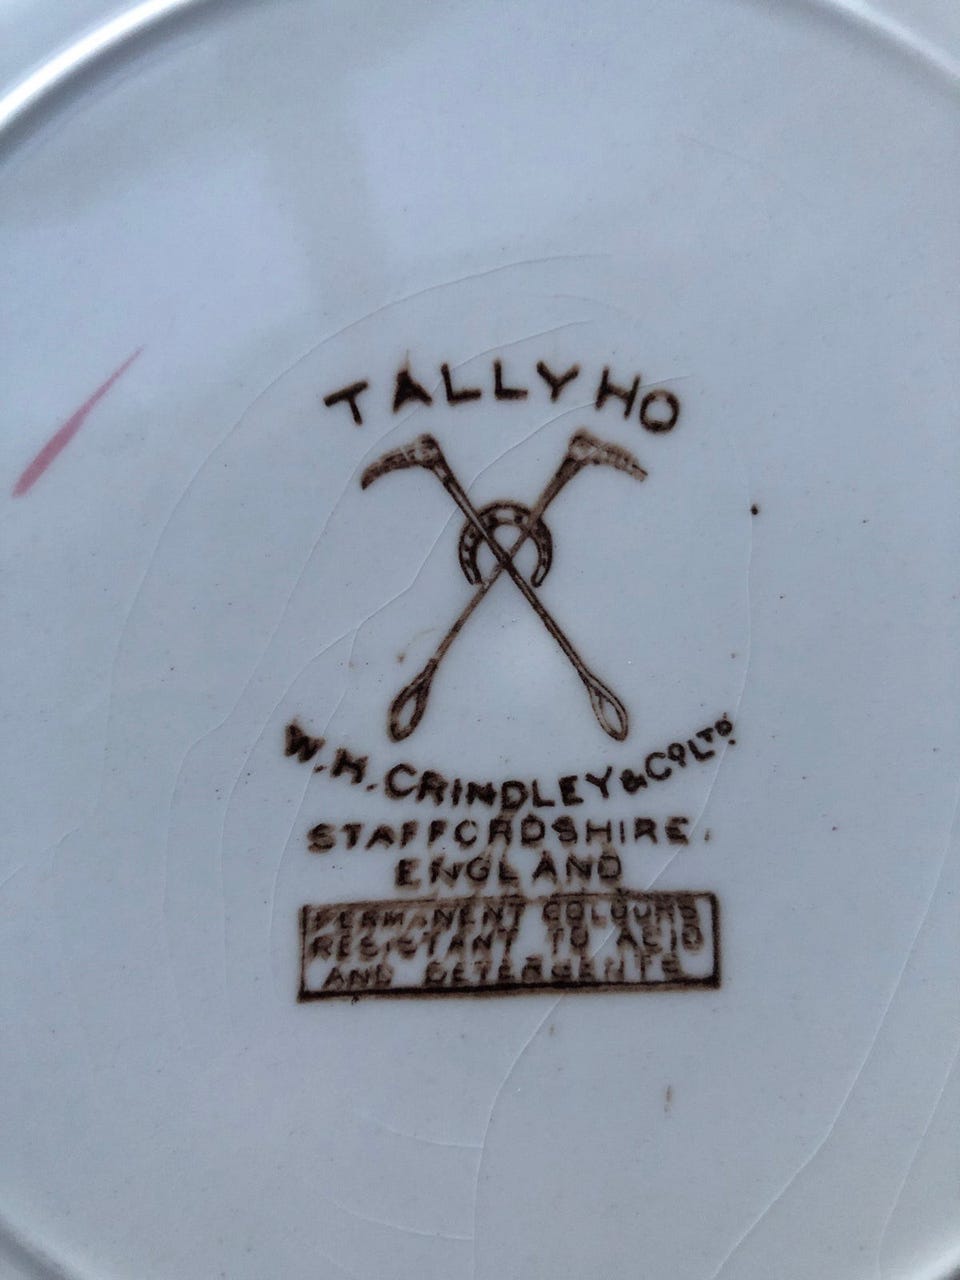 TALLY HO
W.H. GRINDLEY & Co LTD.
STAFFORDSHIRE.
ENGLAND
PERMANENT COLOURS
RESISTANT TO ACID
AND DETERGENTS